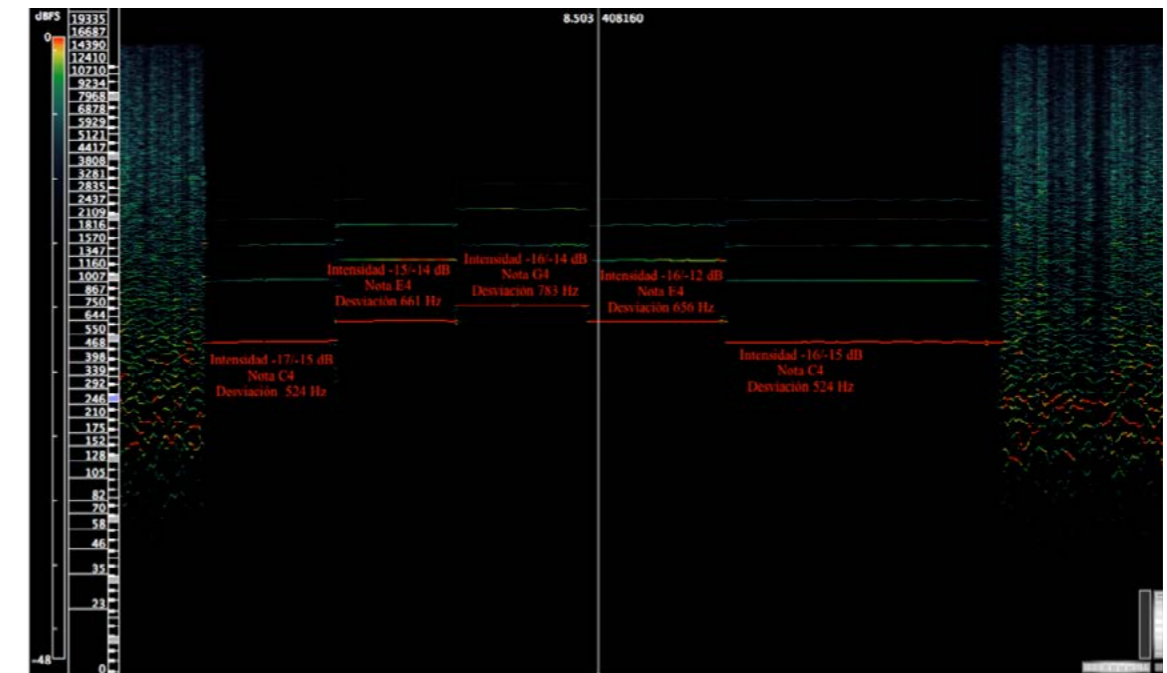 dBFS
0
-48
19335
16687
14390
12410
10710
9234
7968
6878
5929
5121
4417
3808
3281
2835
2437
2109
1816
1570
1347
1160
1007
867
750
644
550
468
398
339
292
246
210
175
152
128
105
82
70
58
46
35
23
0
8.503 408160
Intensidad -17/-15 dB
Nota C4
Desviación 524 Hz
Intensidad -15/-14 dB
Nota E4
Desviación 661 Hz
Intensidad -16/-14 dB
Nota G4
Desviación 783 Hz
Intensidad -16/-12 dB
Nota E4
Desviación 656 Hz
Intensidad -16/-15 dB
Nota C4
Desviación 524 Hz